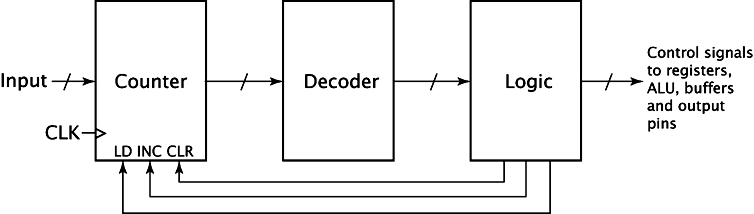 Input
Counter
Decoder
Logic
Control signals
to registers,
ALU, buffers
and output
pins
CLK
LD INC CLR